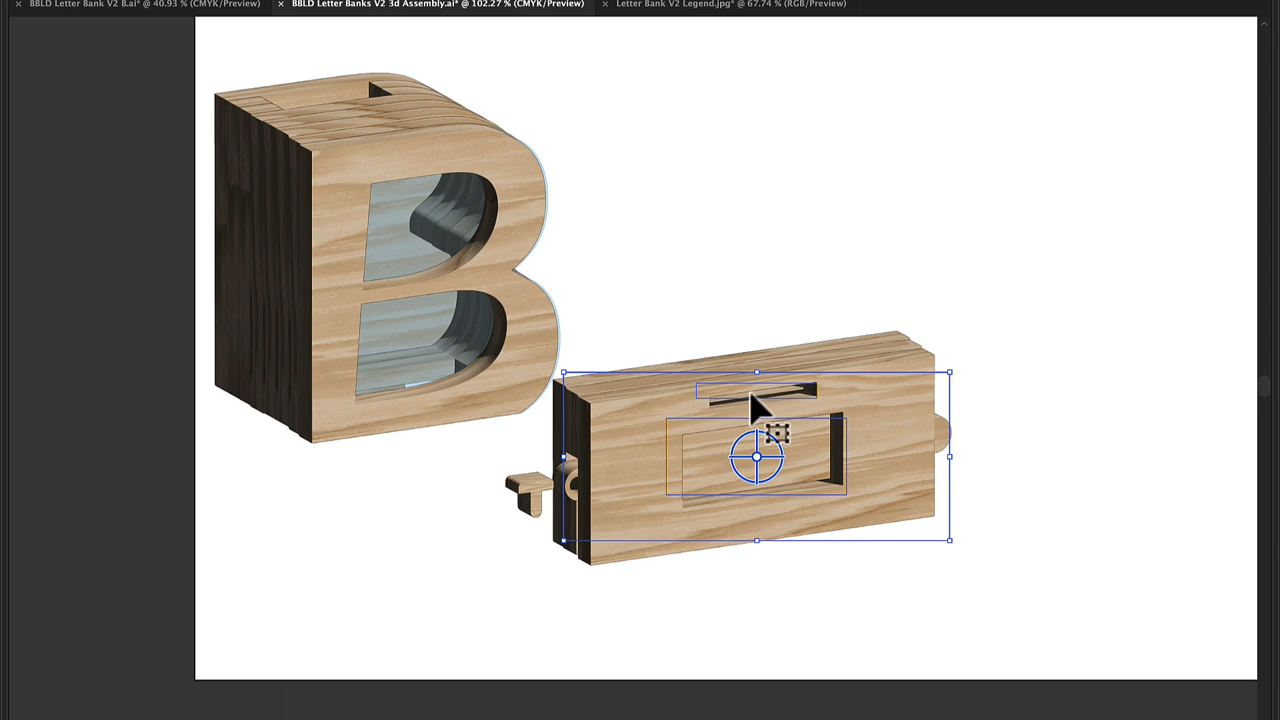 × BBLD Letter Bank V2 B.ai* @ 40.93 % (CMYK/Preview)
× BBLD Letter Banks V2 3d Assembly.ai* @ 102.27 % (CMYK/Preview)
× Letter Bank V2 Legend.jpg* @ 67.74 % (RGB/Preview)